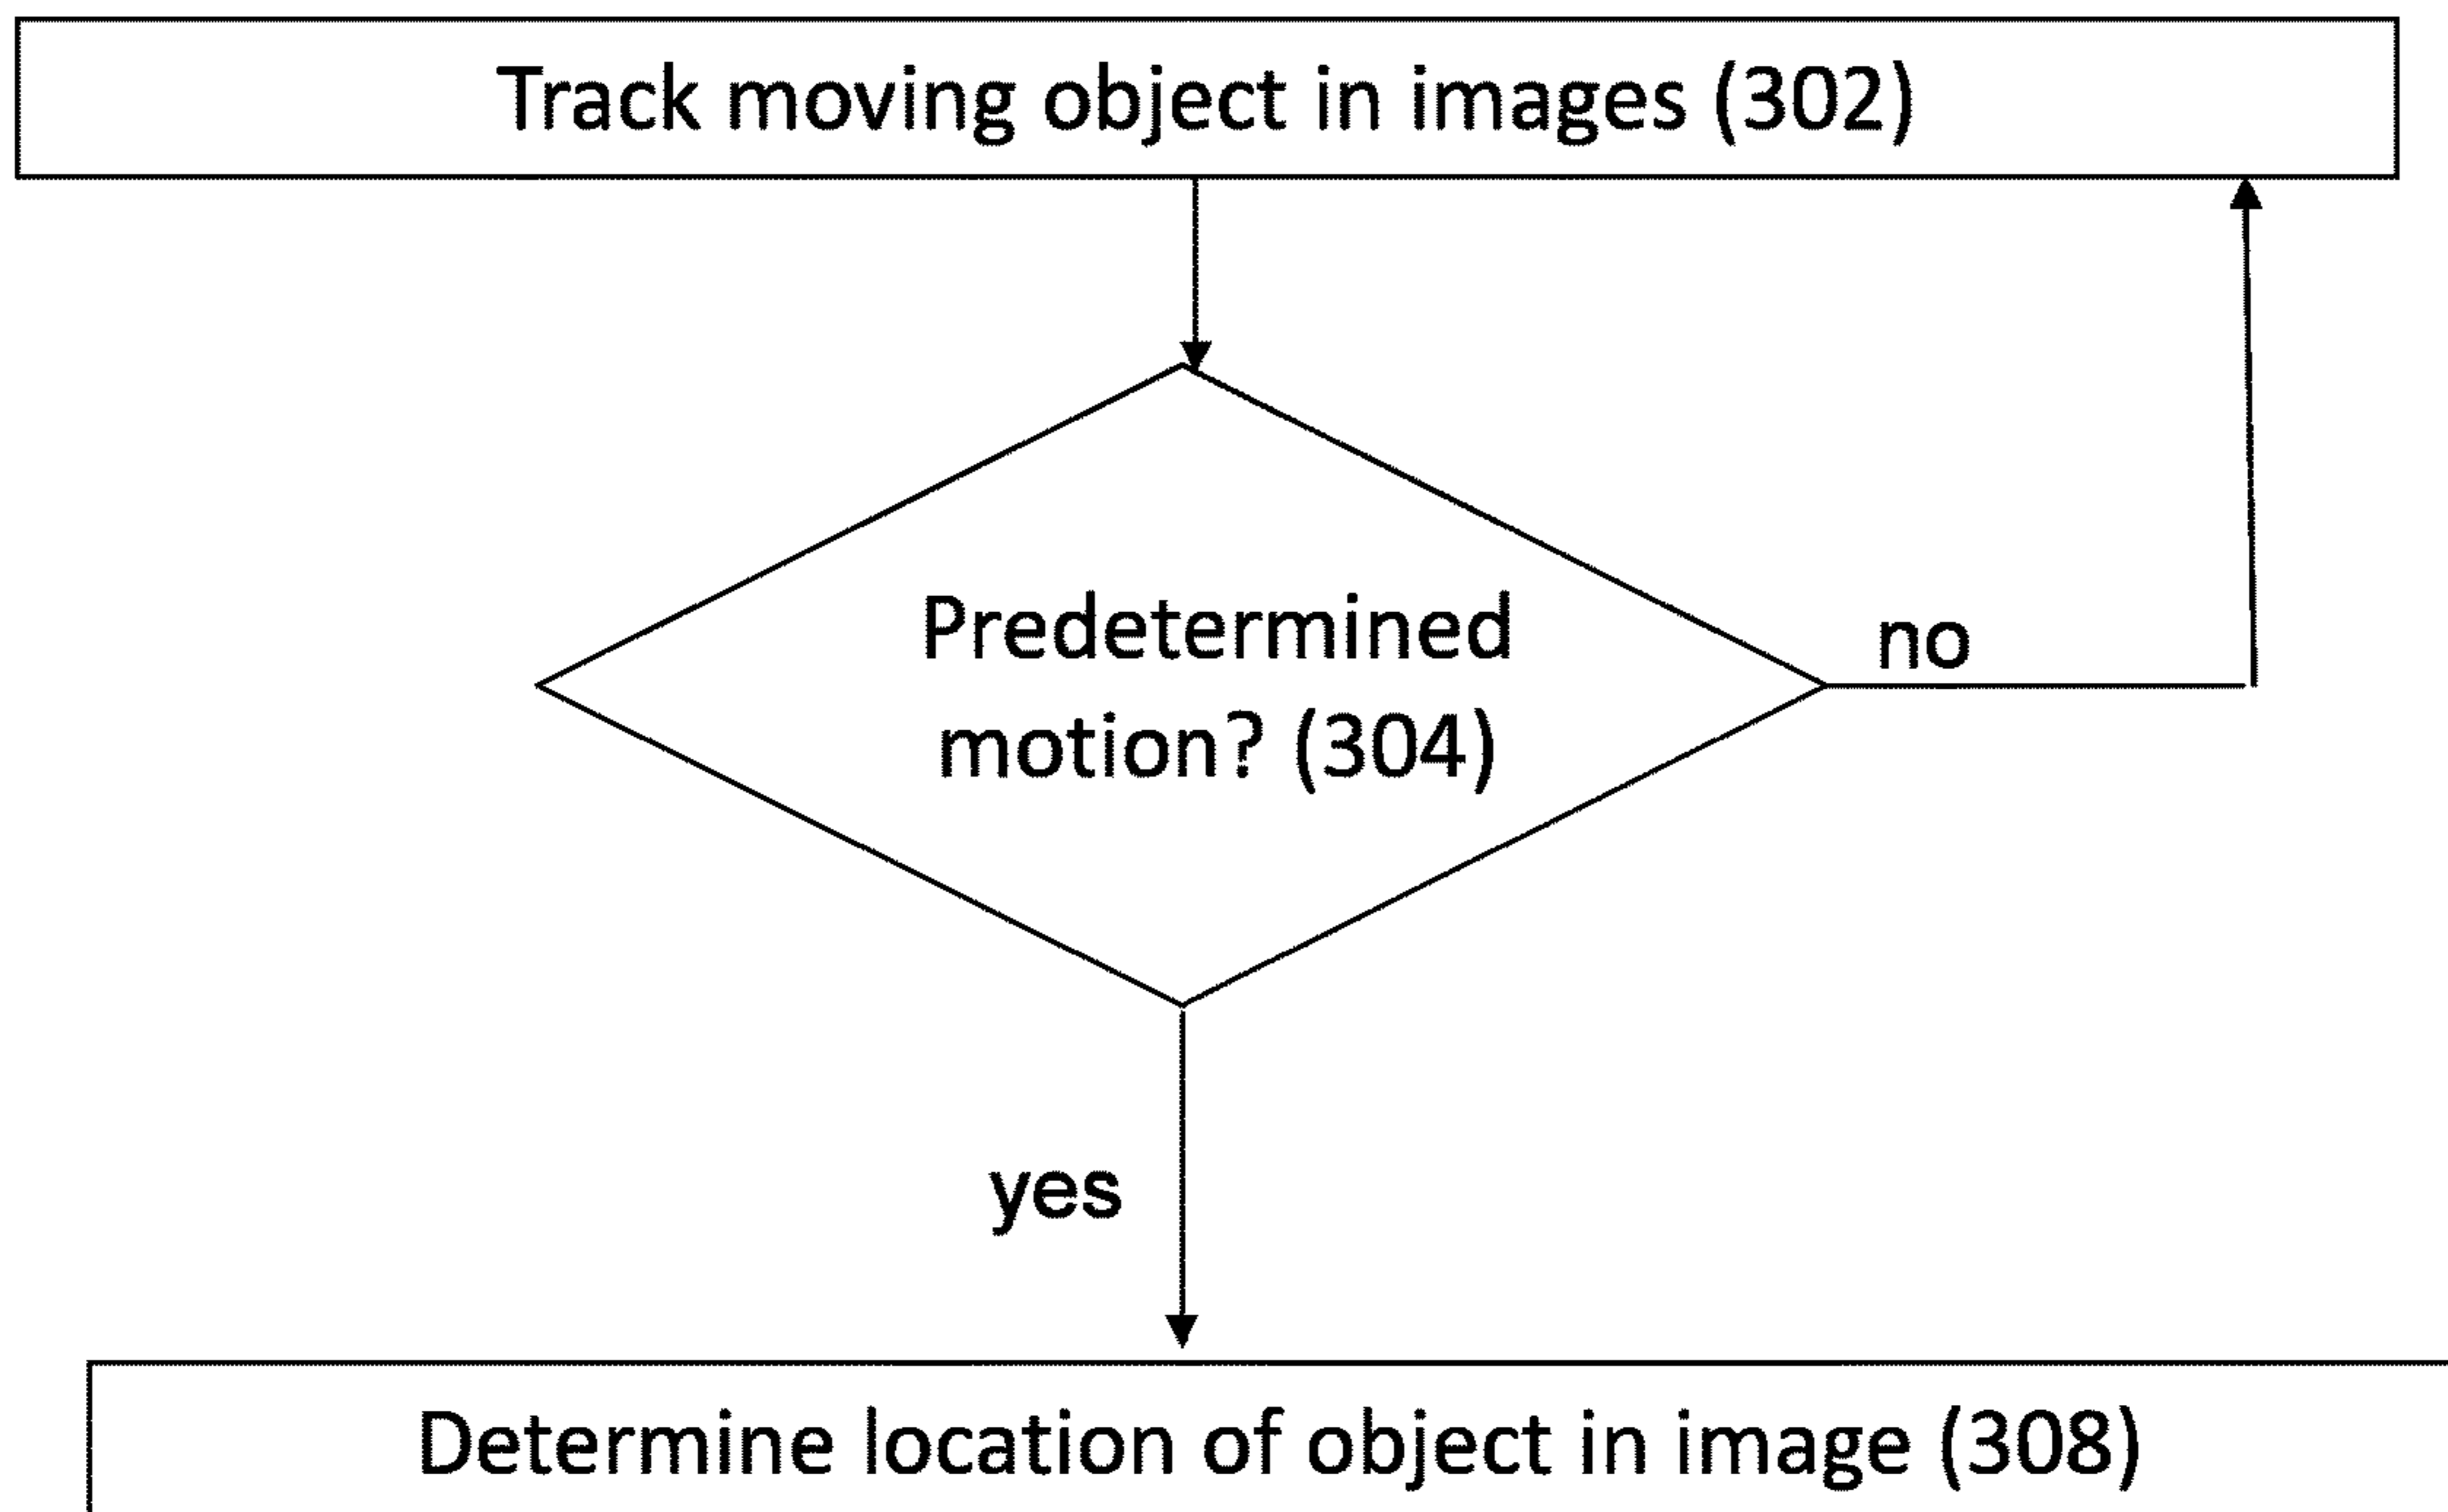 Track moving object in images (302)
Predetermined
motion? (304)
no
yes
Determine location of object in image (308)